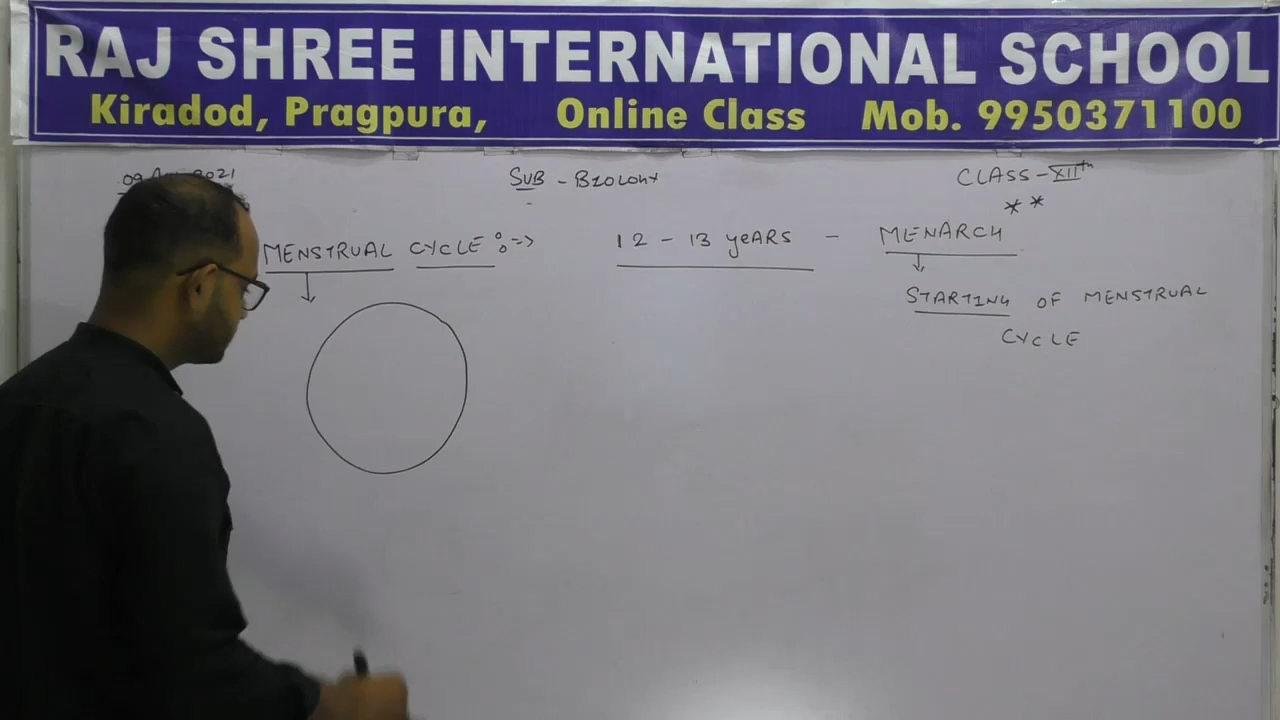 RAJ SHREE INTERNATIONAL SCHOOL
Kiradod, Pragpura, Online Class Mob. 9950371100
09 2021 SUB - BIOLOGY CLASS - XIIth
**
MENSTRUAL CYCLE :=> 12 - 13 yeARS - MENARCH
STARTING OF MENSTRUAL
CYCLE